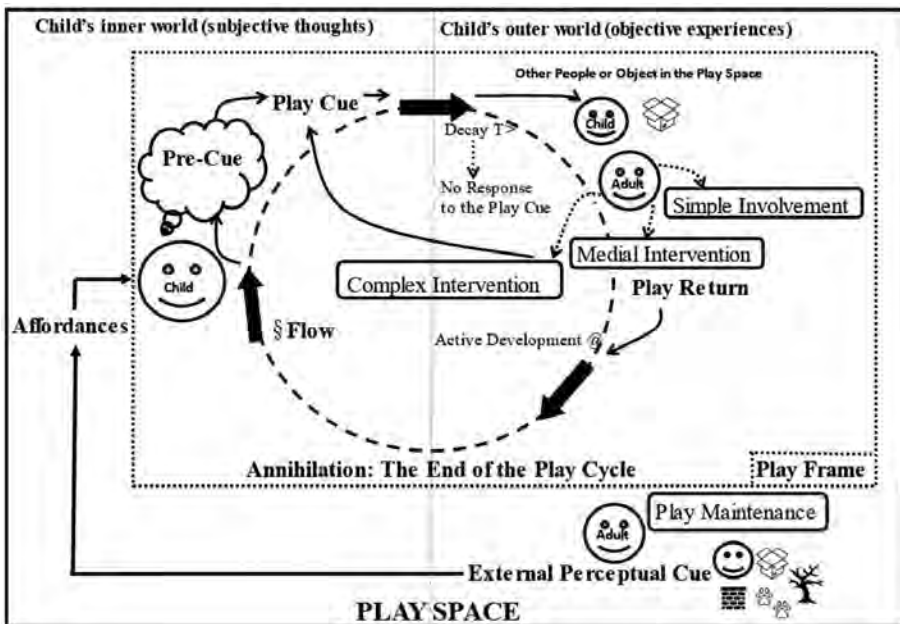 Child's inner world (subjective thoughts)
Child's outer world (objective experiences)
Other People or Object in the Play Space
Play Cue
Child
Decay T>
Pre-Cue
Adult
No Response
to the Play Cue
Simple Involvement
Medial Intervention
Child
Complex Intervention
Play Return
Affordances
§ Flow
Active Development @
Annihilation: The End of the Play Cycle
Play Frame
Play Maintenance
Adult
External Perceptual Cue
PLAY SPACE